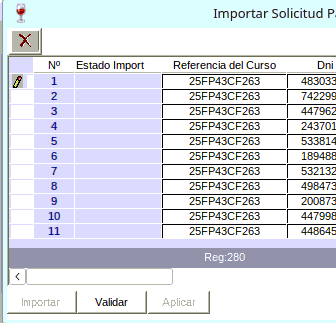 Importar Solicitud
Nº Estado Import Referencia del Curso Dni
1 25FP43CF263 483033
2 25FP43CF263 742299
3 25FP43CF263 447962
4 25FP43CF263 243701
5 25FP43CF263 533814
6 25FP43CF263 189488
7 25FP43CF263 532132
8 25FP43CF263 498473
9 25FP43CF263 200873
10 25FP43CF263 447998
11 25FP43CF263 448645
Reg:280
Importar Validar Aplicar